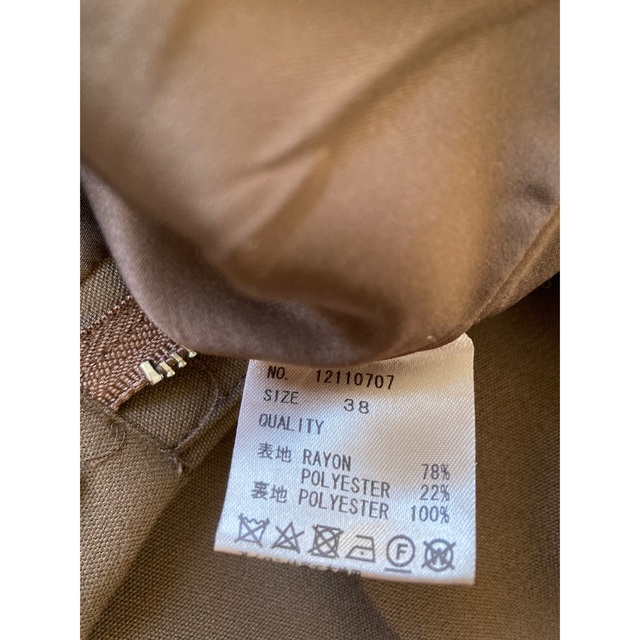 NO. 12110707
SIZE 38
QUALITY
表地 RAYON 78%
POLYESTER 22%
裏地 POLYESTER 100%